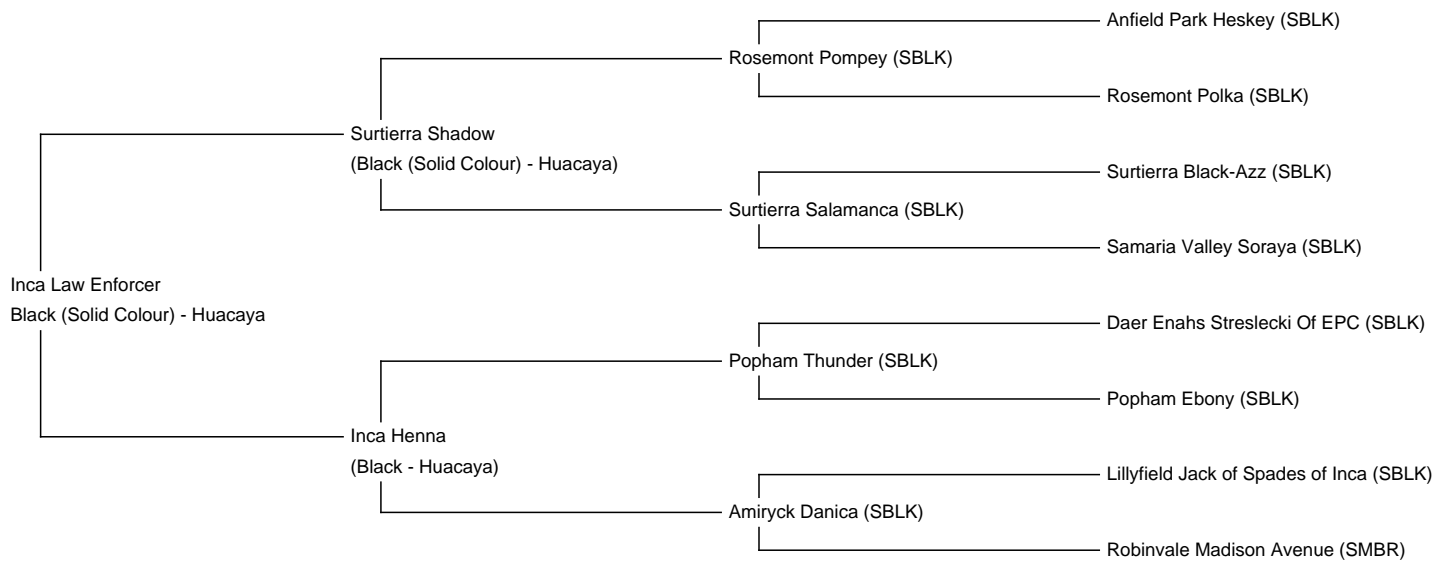 Anfield Park Heskey (SBLK)
Rosemont Pompey (SBLK)
Rosemont Polka (SBLK)
Surtierra Shadow
(Black (Solid Colour) - Huacaya)
Surtierra Black-Azz (SBLK)
Surtierra Salamanca (SBLK)
Samaria Valley Soraya (SBLK)
Inca Law Enforcer
Black (Solid Colour) - Huacaya
Daer Enahs Streslecki Of EPC (SBLK)
Popham Thunder (SBLK)
Popham Ebony (SBLK)
Inca Henna
(Black - Huacaya)
Lillyfield Jack of Spades of Inca (SBLK)
Amiryck Danica (SBLK)
Robinvale Madison Avenue (SMBR)